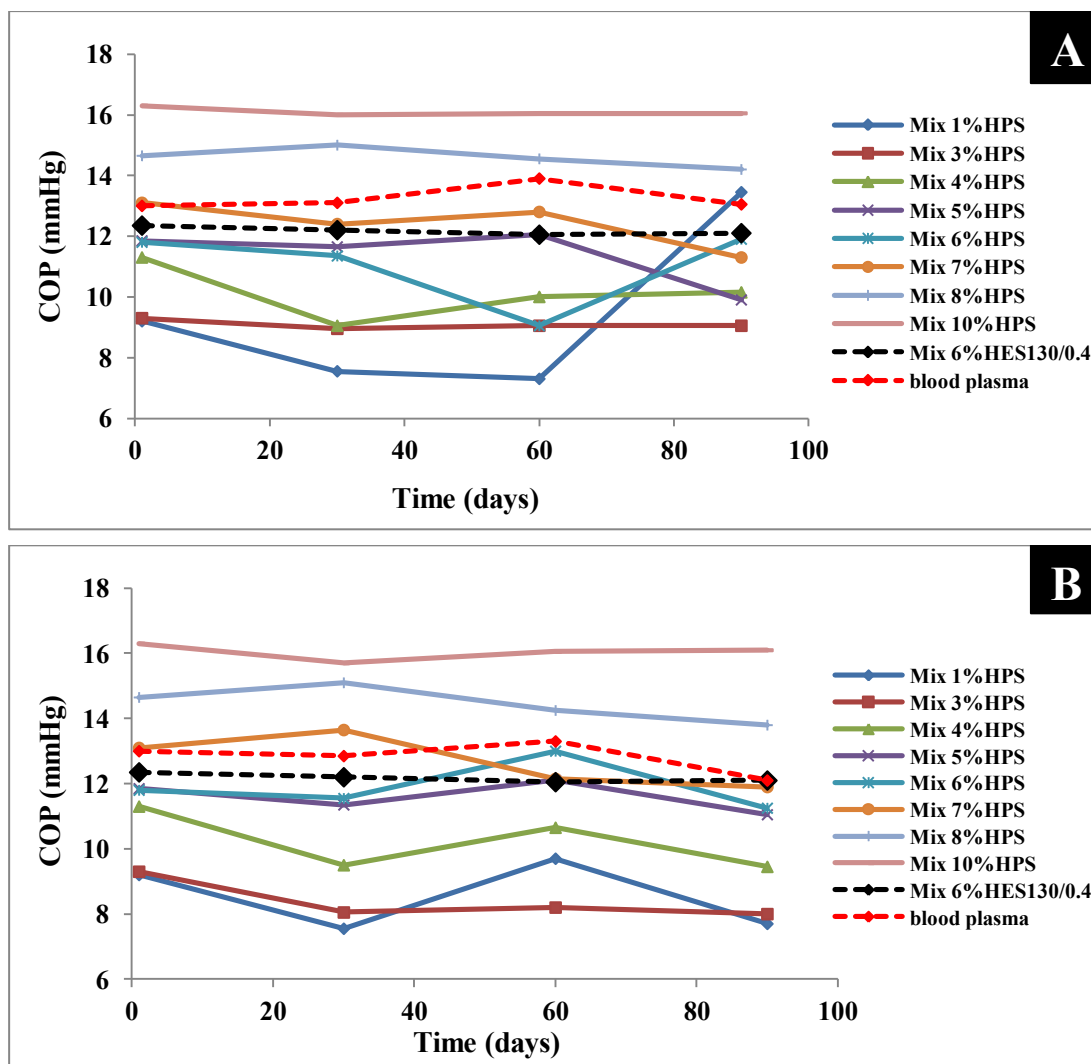 A
18
16
14
12
10
8
6
COP (mmHg)
0 20 40 60 80 100
Time (days)
Mix 1%HPS
Mix 3%HPS
Mix 4%HPS
Mix 5%HPS
Mix 6%HPS
Mix 7%HPS
Mix 8%HPS
Mix 10%HPS
Mix 6%HES130/0.4
blood plasma
B
18
16
14
12
10
8
6
COP (mmHg)
0 20 40 60 80 100
Time (days)
Mix 1%HPS
Mix 3%HPS
Mix 4%HPS
Mix 5%HPS
Mix 6%HPS
Mix 7%HPS
Mix 8%HPS
Mix 10%HPS
Mix 6%HES130/0.4
blood plasma